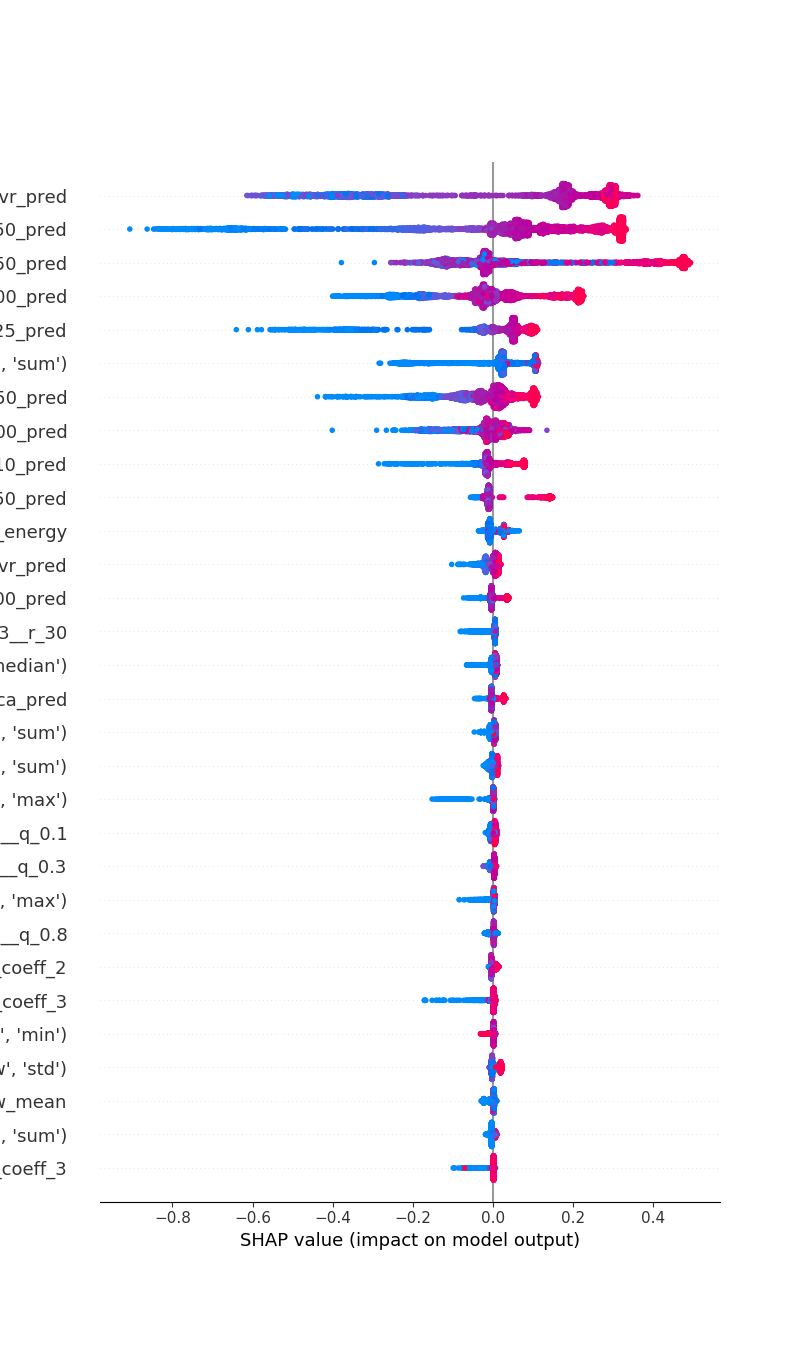 vr_pred
50_pred
50_pred
00_pred
25_pred
, 'sum')
50_pred
00_pred
10_pred
50_pred
_energy
vr_pred
00_pred
3__r_30
nedian')
ca_pred
, 'sum')
, 'sum')
, 'max')
__q_0.1
__q_0.3
, 'max')
__q_0.8
_coeff_2
_coeff_3
', 'min')
v', 'std')
v_mean
, 'sum')
_coeff_3
−0.8 −0.6 −0.4 −0.2 0.0 0.2 0.4
SHAP value (impact on model output)